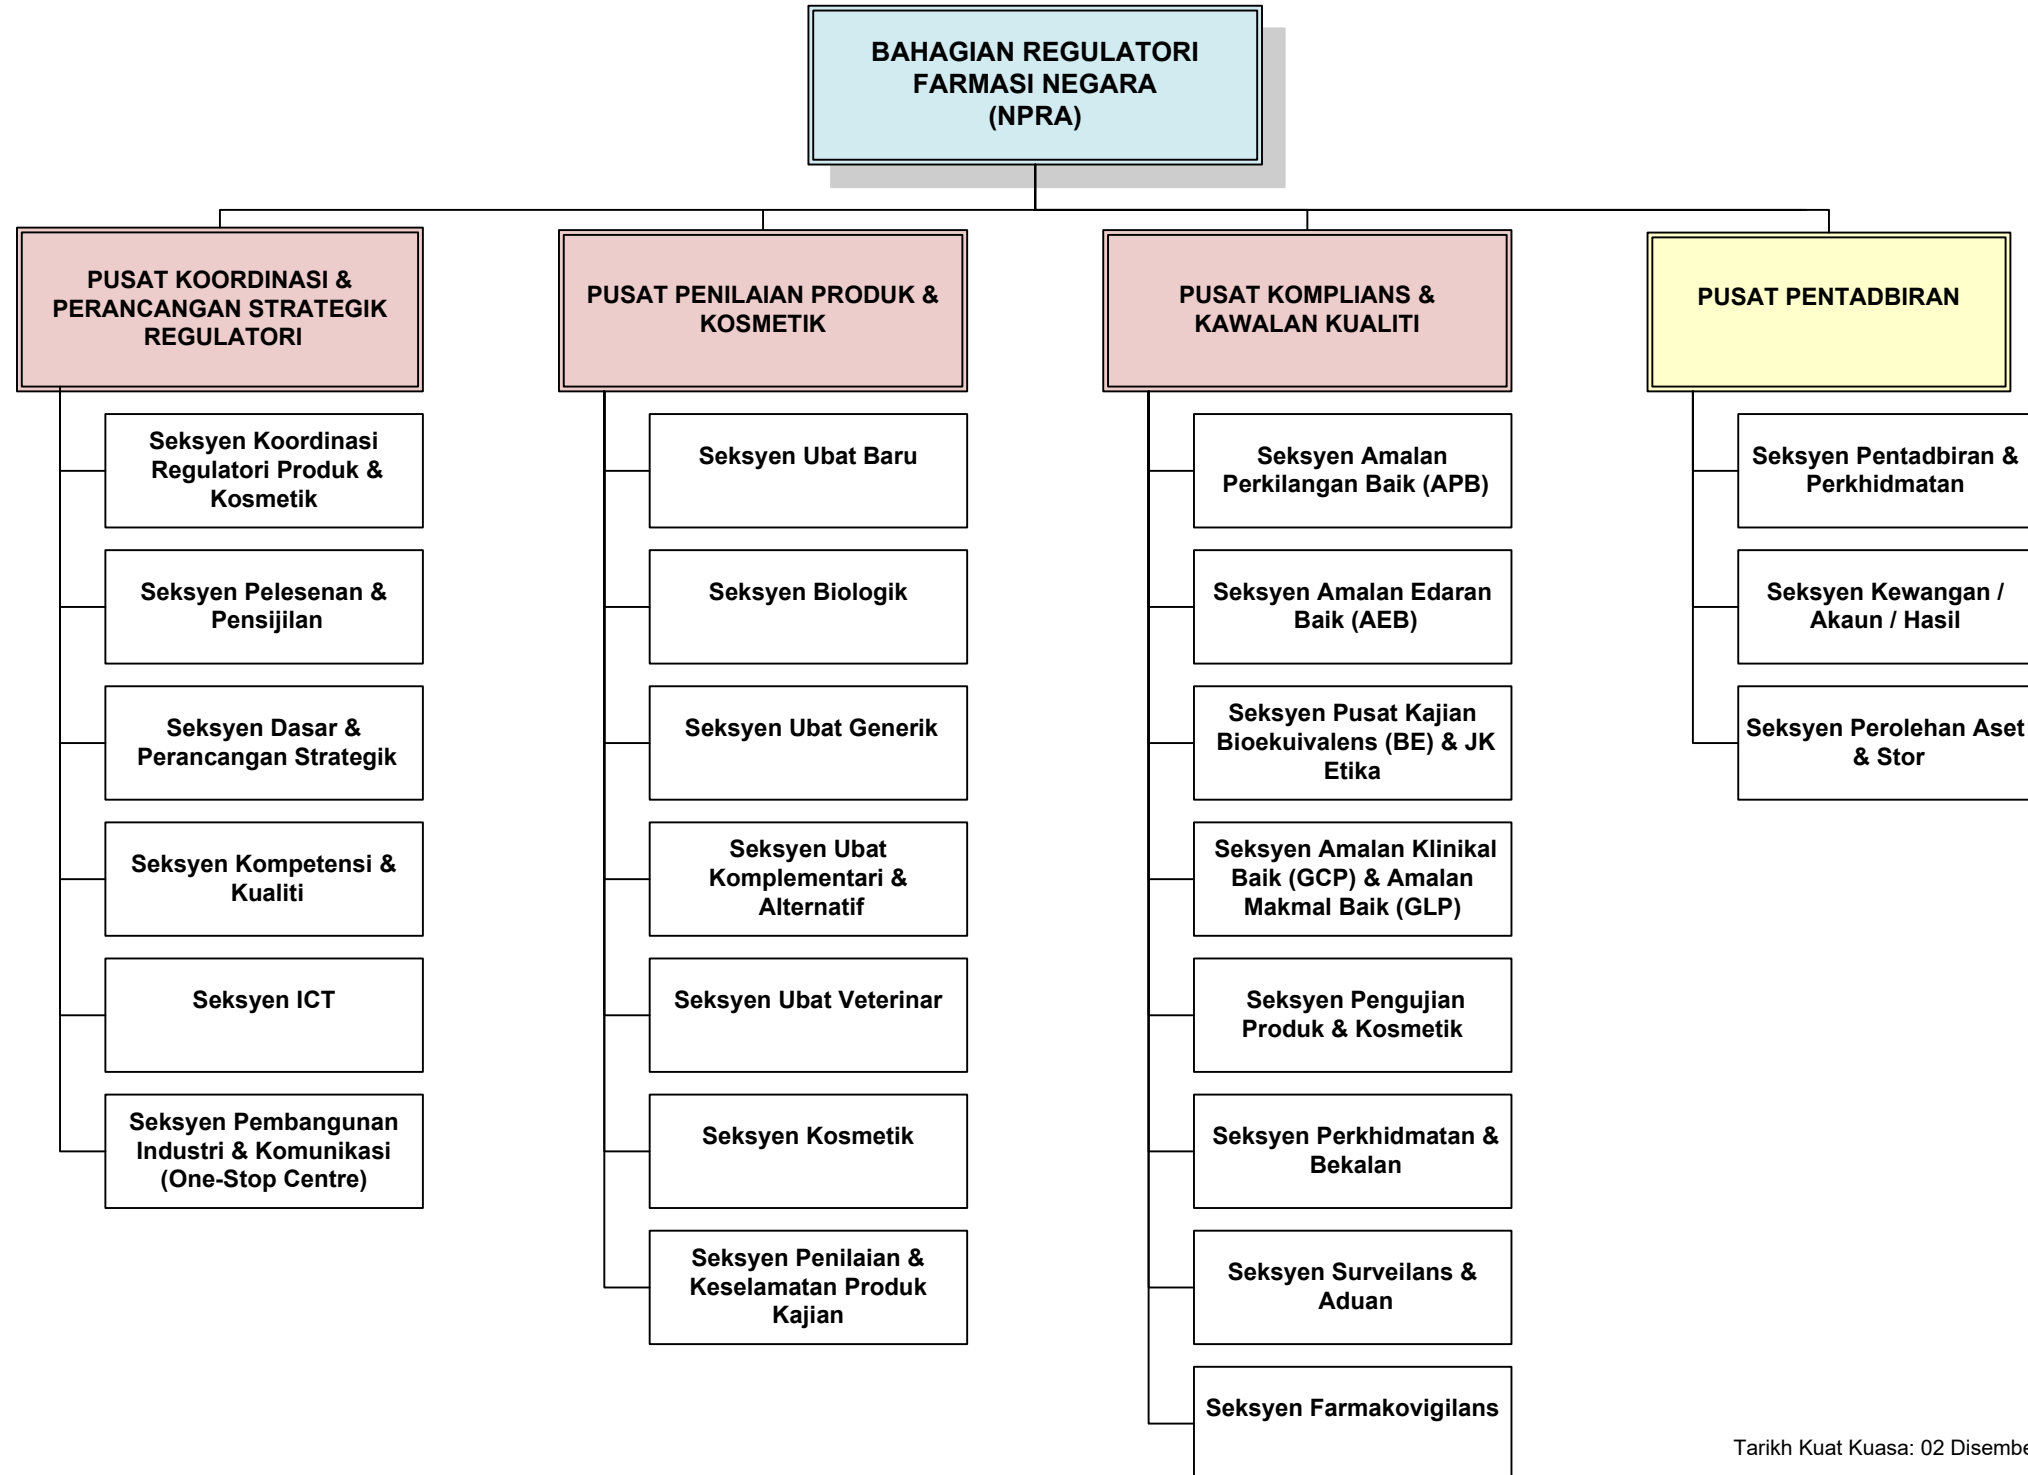 BAHAGIAN REGULATORI
FARMASI NEGARA
(NPRA)
PUSAT KOORDINASI &
PERANCANGAN STRATEGIK
REGULATORI
Seksyen Koordinasi
Regulatori Produk &
Kosmetik
Seksyen Pelesenan &
Pensijilan
Seksyen Dasar &
Perancangan Strategik
Seksyen Kompetensi &
Kualiti
Seksyen ICT
Seksyen Pembangunan
Industri & Komunikasi
(One-Stop Centre)
PUSAT PENILAIAN PRODUK &
KOSMETIK
Seksyen Ubat Baru
Seksyen Biologik
Seksyen Ubat Generik
Seksyen Ubat
Komplementari &
Alternatif
Seksyen Ubat Veterinar
Seksyen Kosmetik
Seksyen Penilaian &
Keselamatan Produk
Kajian
PUSAT KOMPLIANS &
KAWALAN KUALITI
Seksyen Amalan
Perkilangan Baik (APB)
Seksyen Amalan Edaran
Baik (AEB)
Seksyen Pusat Kajian
Bioekuivalens (BE) & JK
Etika
Seksyen Amalan Klinikal
Baik (GCP) & Amalan
Makmal Baik (GLP)
Seksyen Pengujian
Produk & Kosmetik
Seksyen Perkhidmatan &
Bekalan
Seksyen Surveilans &
Aduan
Seksyen Farmakovigilans
PUSAT PENTADBIRAN
Seksyen Pentadbiran &
Perkhidmatan
Seksyen Kewangan /
Akaun / Hasil
Seksyen Perolehan Aset
& Stor
Tarikh Kuat Kuasa: 02 Disembe